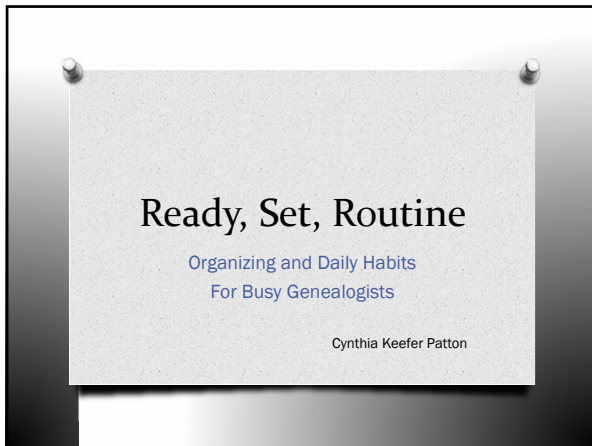 Ready, Set, Routine
Organizing and Daily Habits
For Busy Genealogists
Cynthia Keefer Patton